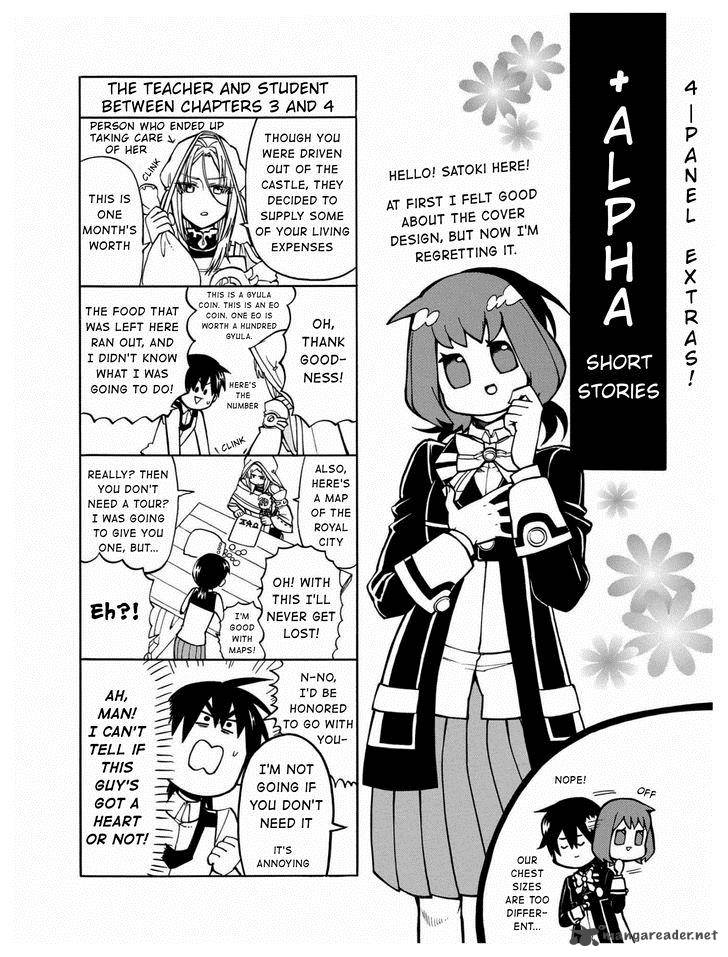 4-PANEL EXTRAS!
+ALPHA
SHORT
STORIES
HELLO! SATOKI HERE!
AT FIRST I FELT GOOD
ABOUT THE COVER
DESIGN, BUT NOW I'M
REGRETTING IT.
THE TEACHER AND STUDENT
BETWEEN CHAPTERS 3 AND 4
PERSON WHO ENDED UP
TAKING CARE
OF HER
CLINK
THOUGH YOU
WERE DRIVEN
OUT OF THE
CASTLE, THEY
DECIDED TO
SUPPLY SOME
OF YOUR LIVING
EXPENSES
THIS IS
ONE
MONTH'S
WORTH
OH,
THANK
GOOD-
NESS!
THIS IS A GYULA
COIN. THIS IS AN EO
COIN. ONE EO IS
WORTH A HUNDRED
GYULA.
HERE'S
THE
NUMBER
CLINK
THE FOOD THAT
WAS LEFT HERE
RAN OUT, AND
I DIDN'T KNOW
WHAT I WAS
GOING TO DO!
ALSO,
HERE'S
A MAP
OF THE
ROYAL
CITY
OH! WITH
THIS I'LL
NEVER GET
LOST!
I'M
GOOD
WITH
MAPS!
REALLY? THEN
YOU DON'T
NEED A TOUR?
I WAS GOING
TO GIVE YOU
ONE, BUT...
Eh?!
N-NO,
I'D BE
HONORED
TO GO WITH
YOU-
I'M NOT
GOING IF
YOU DON'T
NEED IT
IT'S
ANNOYING
AH,
MAN!
I CAN'T
TELL IF
THIS
GUY'S
GOT A
HEART
OR NOT!
NOPE!
OFF
OUR
CHEST
SIZES
ARE TOO
DIFFER-
ENT...
mangareader.net